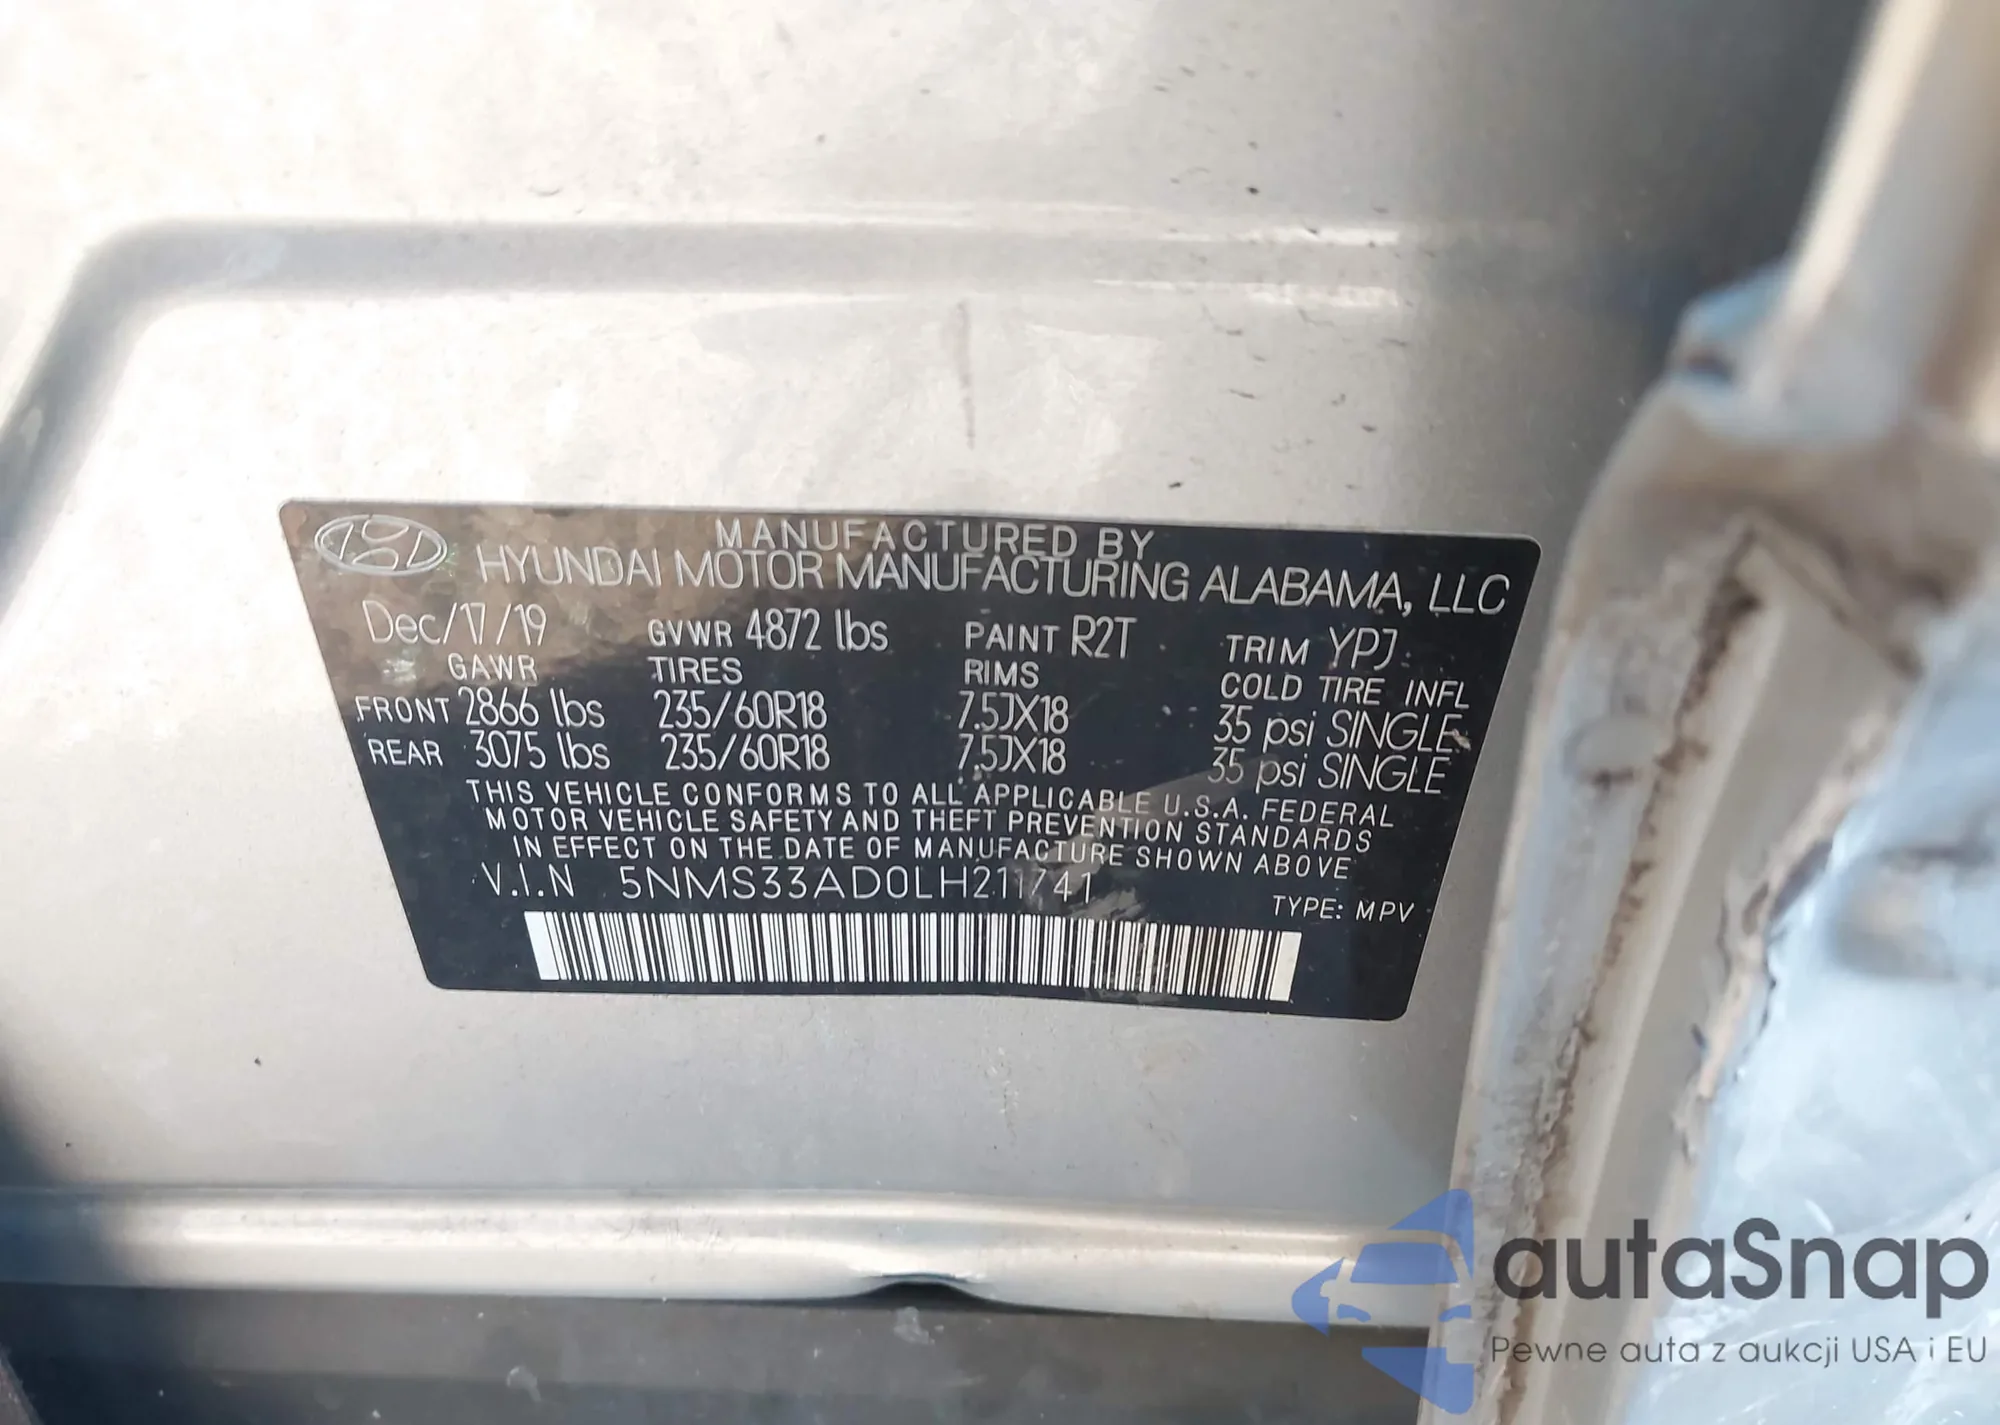 MANUFACTURED BY
HYUNDAI MOTOR MANUFACTURING ALABAMA, LLC
Dec/17/19 GVWR 4872 lbs PAINT R2T TRIM YPJ
GAWR TIRES RIMS COLD TIRE INFL
FRONT 2866 lbs 235/60R18 7.5JX18 35 psi SINGLE
REAR 3075 lbs 235/60R18 7.5JX18 35 psi SINGLE
THIS VEHICLE CONFORMS TO ALL APPLICABLE U.S.A. FEDERAL
MOTOR VEHICLE SAFETY AND THEFT PREVENTION STANDARDS
IN EFFECT ON THE DATE OF MANUFACTURE SHOWN ABOVE
V.I.N 5NMS33AD0LH211741
TYPE: MPV
autaSnap
Pewne auta z aukcji USA i EU